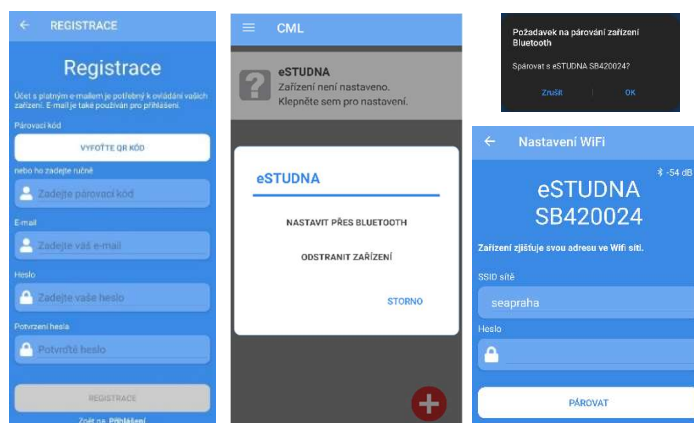 REGISTRACE
Registrace
Účet s platným e-mailem je potřebný k ovládání vašich
zařízení. E-mail je také používán pro přihlášení.
Párovací kód
VYFOŤTE QR KÓD
nebo ho zadejte ručně
Zadejte párovací kód
E-mail
Zadejte váš e-mail
Heslo
Zadejte vaše heslo
Potvrzení hesla
Potvrďte heslo
REGISTRACE
Zpět na Přihlášení
CML
eSTUDNA
Zařízení není nastaveno.
Klepněte sem pro nastavení.
eSTUDNA
NASTAVIT PŘES BLUETOOTH
ODSTRANIT ZAŘÍZENÍ
STORNO
Požadavek na párování zařízení
Bluetooth
Spárovat s eSTUDNA SB420024?
Zrušit
OK
Nastavení WiFi
-54 dB
eSTUDNA
SB420024
Zařízení zjišťuje svou adresu ve Wifi síti.
SSID sítě
seapraha
Heslo
PÁROVAT